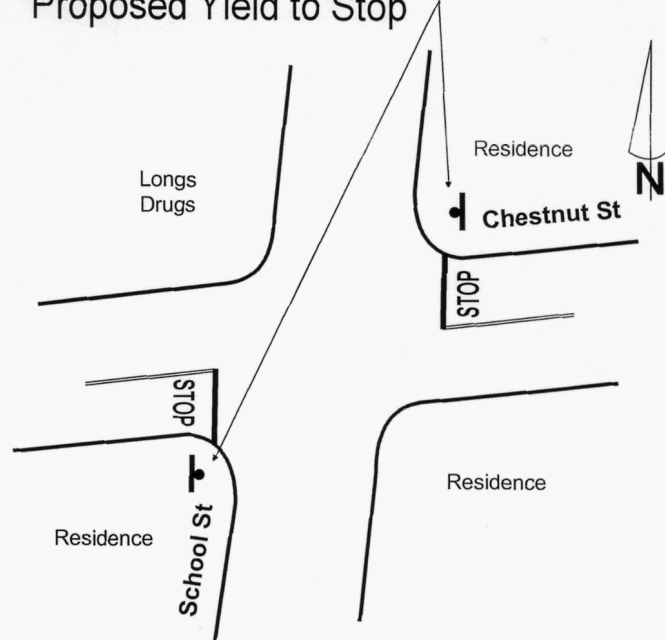 Proposed Yield to Stop
Residence
Longs
Drugs
N
Chestnut St
STOP
STOP
Residence
Residence
School St